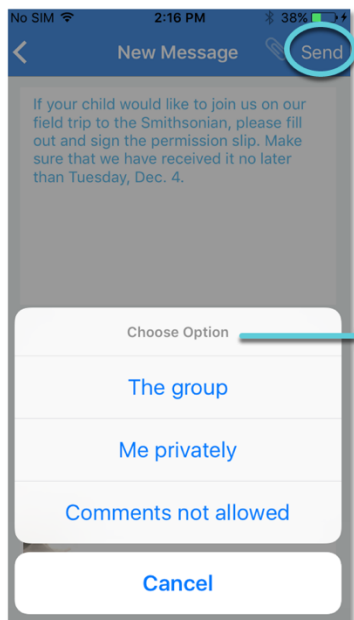 No SIM 2:16 PM 38%
New Message Send
If your child would like to join us on our
field trip to the Smithsonian, please fill
out and sign the permission slip. Make
sure that we have received it no later
than Tuesday, Dec. 4.
Choose Option
The group
Me privately
Comments not allowed
Cancel